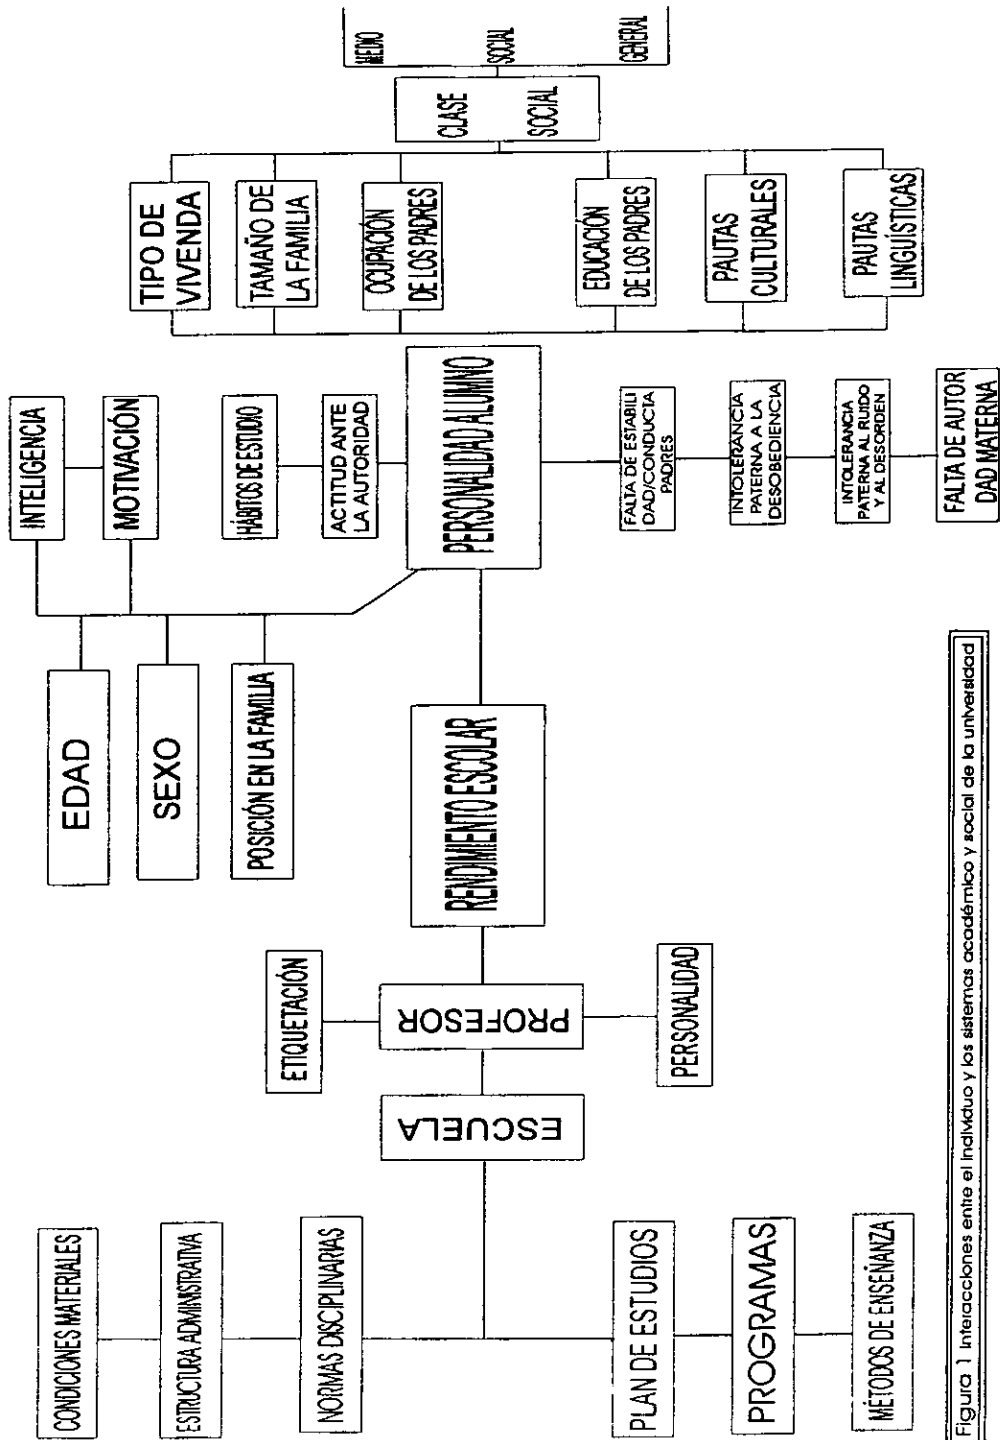 CONDICIONES MATERIALES
ESTRUCTURA ADMINISTRATIVA
NORMAS DISCIPLINARIAS
PLAN DE ESTUDIOS
PROGRAMAS
MÉTODOS DE ENSEÑANZA
ESCUELA
PROFESOR
ETIQUETACIÓN
PERSONALIDAD
RENDIMIENTO ESCOLAR
EDAD
SEXO
POSICIÓN EN LA FAMILIA
INTELIGENCIA
MOTIVACIÓN
HÁBITOS DE ESTUDIO
ACTITUD ANTE
LA AUTORIDAD
PERSONALIDAD ALUMNO
FALTA DE ESTABILI
DAD/CONDUCTA
PADRES
INTOLERANCIA
PATERNA A LA
DESOBEDIENCIA
INTOLERANCIA
PATERNA AL RUIDO
Y AL DESORDEN
FALTA DE AUTOR
DAD MATERNA
TIPO DE
VIVENDA
TAMAÑO DE
LA FAMILIA
OCUPACIÓN
DE LOS PADRES
EDUCACIÓN
DE LOS PADRES
PAUTAS
CULTURALES
PAUTAS
LINGÜÍSTICAS
CLASE
SOCIAL
MEDIO
SOCIAL
GENERAL
Figura 1 Interacciones entre el individuo y los sistemas académico y social de la universidad